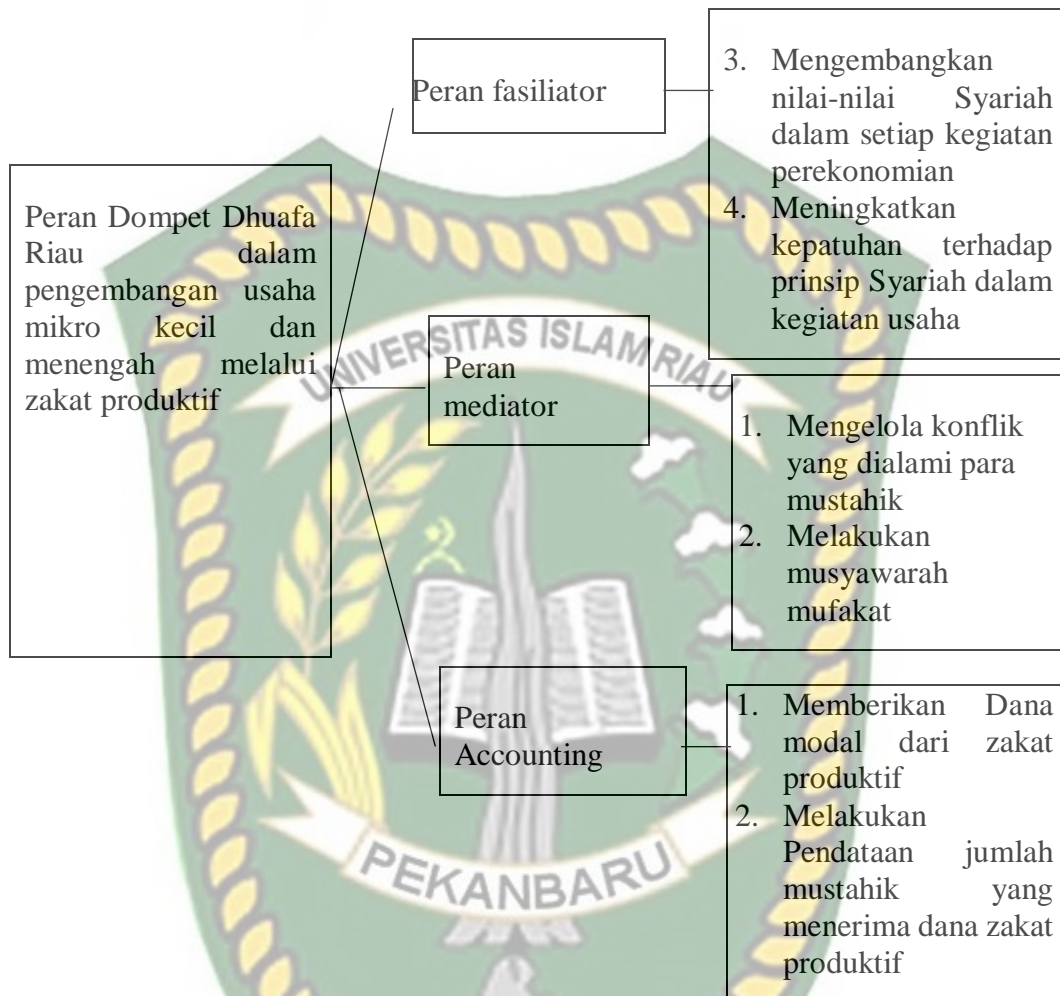 Peran Dompet Dhuafa
Riau dalam
pengembangan usaha
mikro kecil dan
menengah melalui
zakat produktif
Peran fasiliator
3. Mengembangkan
nilai-nilai Syariah
dalam setiap kegiatan
perekonomian
4. Meningkatkan
kepatuhan terhadap
prinsip Syariah dalam
kegiatan usaha
Peran
mediator
1. Mengelola konflik
yang dialami para
mustahik
2. Melakukan
musyawarah
mufakat
Peran
Accounting
1. Memberikan Dana
modal dari zakat
produktif
2. Melakukan
Pendataan jumlah
mustahik yang
menerima dana zakat
produktif
UNIVERSITAS ISLAM RIAU
PEKANBARU